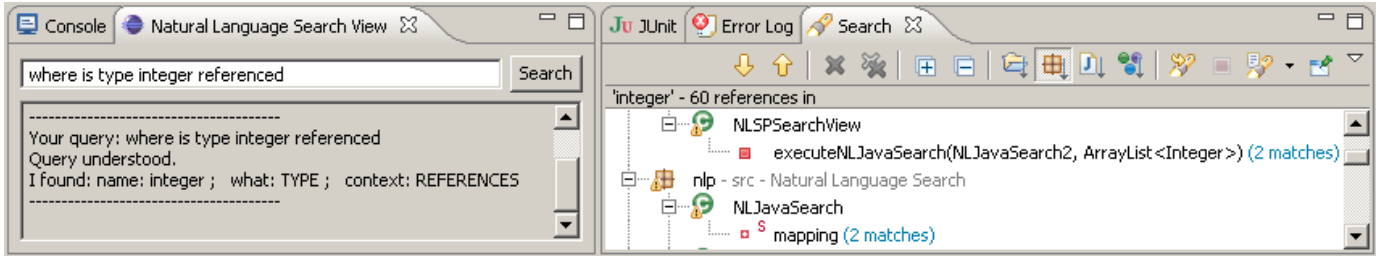 Console Natural Language Search View
where is type integer referenced Search
----------------------------------------
Your query: where is type integer referenced
Query understood.
I found: name: integer ; what: TYPE ; context: REFERENCES
----------------------------------------
Ju JUnit Error Log Search
'integer' - 60 references in
NLSPSearchView
executeNLJavaSearch(NLJavaSearch2, ArrayList<Integer>) (2 matches)
nlp - src - Natural Language Search
NLJavaSearch
S mapping (2 matches)